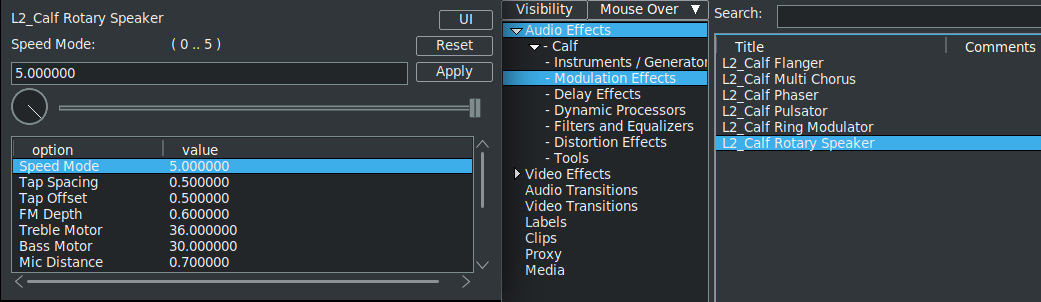 L2_Calf Rotary Speaker
UI
Speed Mode: ( 0 .. 5 )
Reset
5.000000
Apply
option value
Speed Mode 5.000000
Tap Spacing 0.500000
Tap Offset 0.500000
FM Depth 0.600000
Treble Motor 36.000000
Bass Motor 30.000000
Mic Distance 0.700000
Visibility Mouse Over
Audio Effects
- Calf
- Instruments / Generator
- Modulation Effects
- Delay Effects
- Dynamic Processors
- Filters and Equalizers
- Distortion Effects
- Tools
Video Effects
Audio Transitions
Video Transitions
Labels
Clips
Proxy
Media
Search:
Title Comments
L2_Calf Flanger
L2_Calf Multi Chorus
L2_Calf Phaser
L2_Calf Pulsator
L2_Calf Ring Modulator
L2_Calf Rotary Speaker